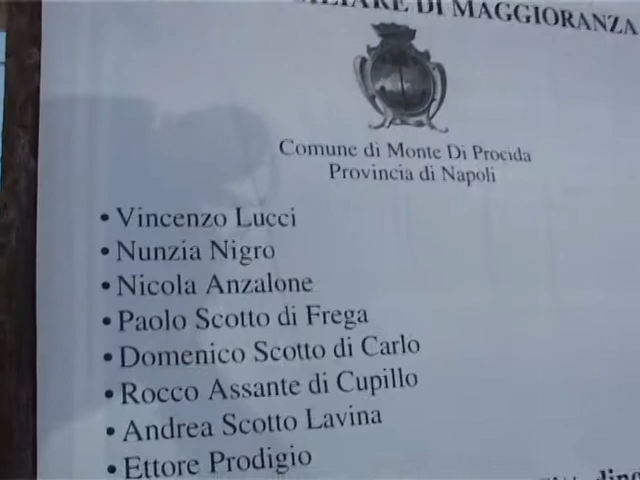 DI MAGGIORANZA
Comune di Monte Di Procida
Provincia di Napoli
• Vincenzo Lucci
• Nunzia Nigro
• Nicola Anzalone
• Paolo Scotto di Frega
• Domenico Scotto di Carlo
• Rocco Assante di Cupillo
• Andrea Scotto Lavina
• Ettore Prodigio